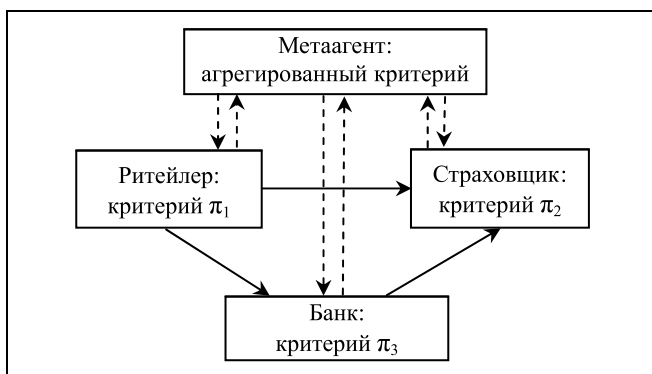 Метаагент:
агрегированный критерий
Ритейлер:
критерий π₁
Страховщик:
критерий π₂
Банк:
критерий π₃